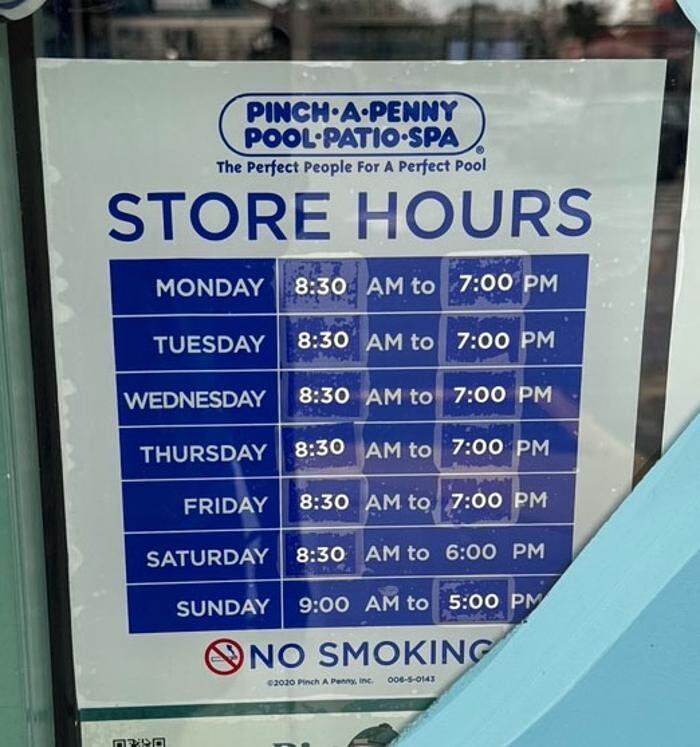 PINCH·A·PENNY
POOL·PATIO·SPA®
The Perfect People For A Perfect Pool
STORE HOURS
MONDAY 8:30 AM to 7:00 PM
TUESDAY 8:30 AM to 7:00 PM
WEDNESDAY 8:30 AM to 7:00 PM
THURSDAY 8:30 AM to 7:00 PM
FRIDAY 8:30 AM to 7:00 PM
SATURDAY 8:30 AM to 6:00 PM
SUNDAY 9:00 AM to 5:00 PM
NO SMOKING
©2020 Pinch A Penny, Inc. 006-S-0143